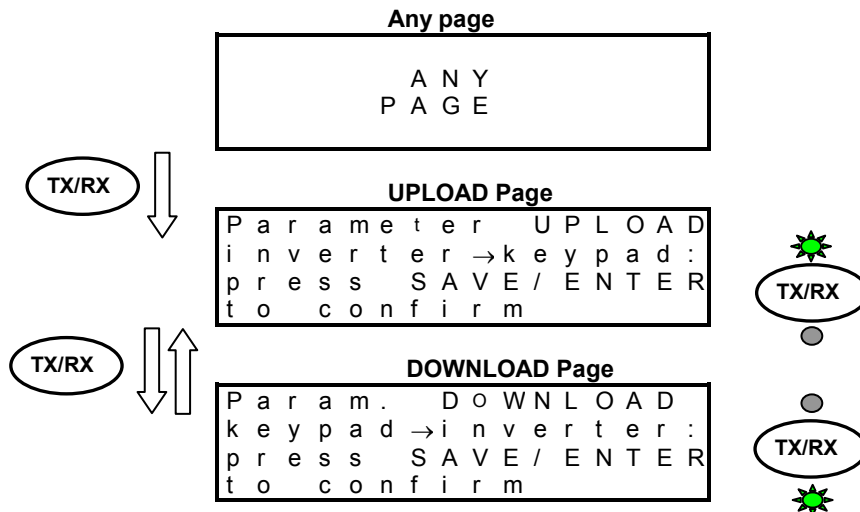 Any page
ANY
PAGE
TX/RX
UPLOAD Page
Parameter UPLOAD
inverter→keypad:
press SAVE/ENTER
to confirm
TX/RX
TX/RX
DOWNLOAD Page
Param. DOWNLOAD
keypad→inverter:
press SAVE/ENTER
to confirm
TX/RX